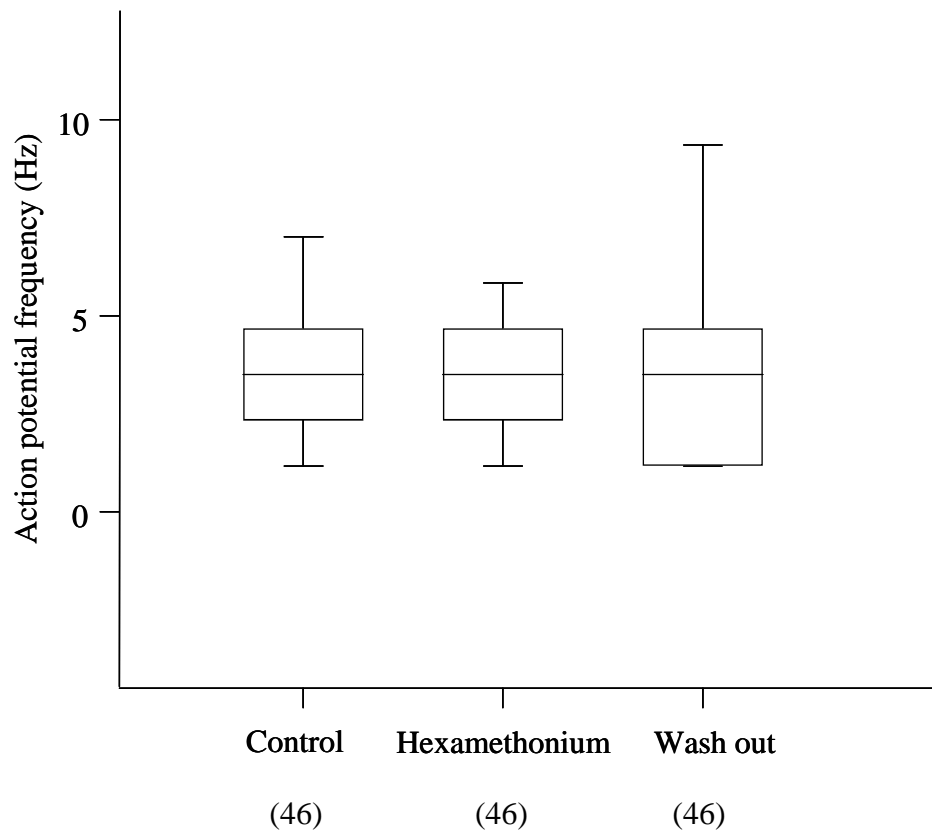 Action potential frequency (Hz)
10
5
0
Control Hexamethonium Wash out
(46) (46) (46)